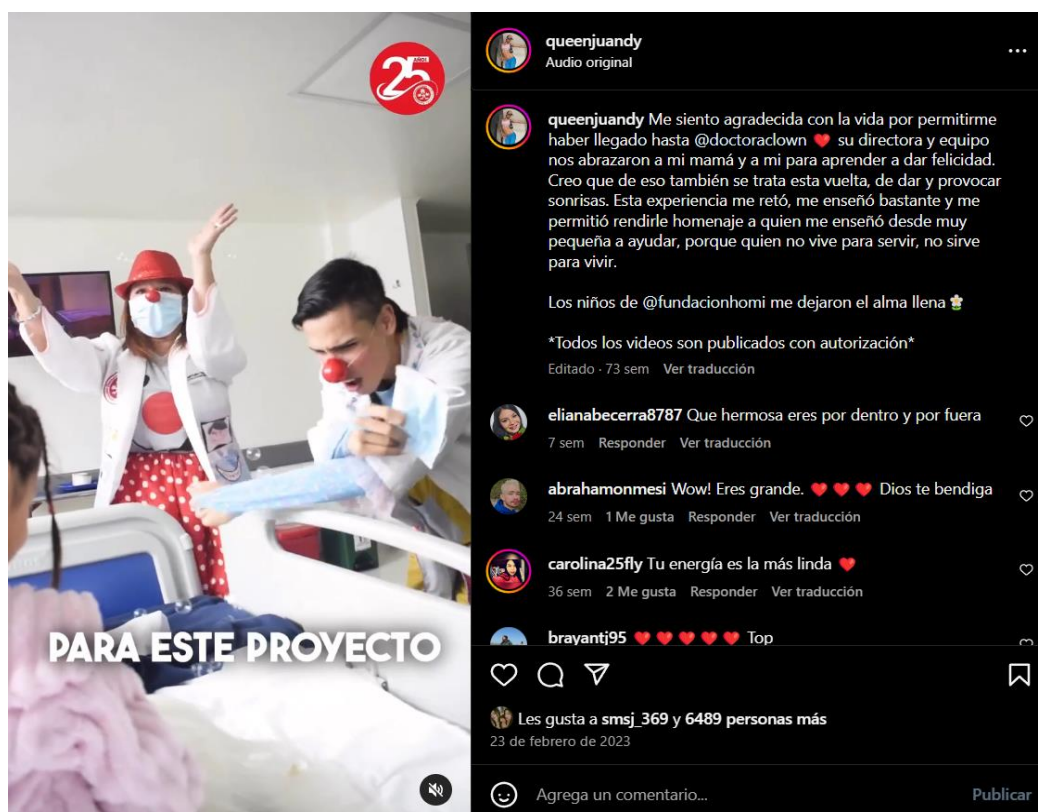 25
AÑOS
PARA ESTE PROYECTO
queenjuandy
Audio original
queenjuandy Me siento agradecida con la vida por permitirme
haber llegado hasta @doctoraclown ❤️ su directora y equipo
nos abrazaron a mi mamá y a mi para aprender a dar felicidad.
Creo que de eso también se trata esta vuelta, de dar y provocar
sonrisas. Esta experiencia me retó, me enseñó bastante y me
permitió rendirle homenaje a quien me enseñó desde muy
pequeña a ayudar, porque quien no vive para servir, no sirve
para vivir.
Los niños de @fundacionhomi me dejaron el alma llena
*Todos los videos son publicados con autorización*
Editado · 73 sem Ver traducción
elianabecerra8787 Que hermosa eres por dentro y por fuera
7 sem Responder Ver traducción
abrahamonmesi Wow! Eres grande. ❤️ ❤️ ❤️ Dios te bendiga
24 sem 1 Me gusta Responder Ver traducción
carolina25fly Tu energía es la más linda ❤️
36 sem 2 Me gusta Responder Ver traducción
brayantj95 ❤️ ❤️ ❤️ ❤️ ❤️ Top
Les gusta a smsj_369 y 6489 personas más
23 de febrero de 2023
Agrega un comentario...
Publicar